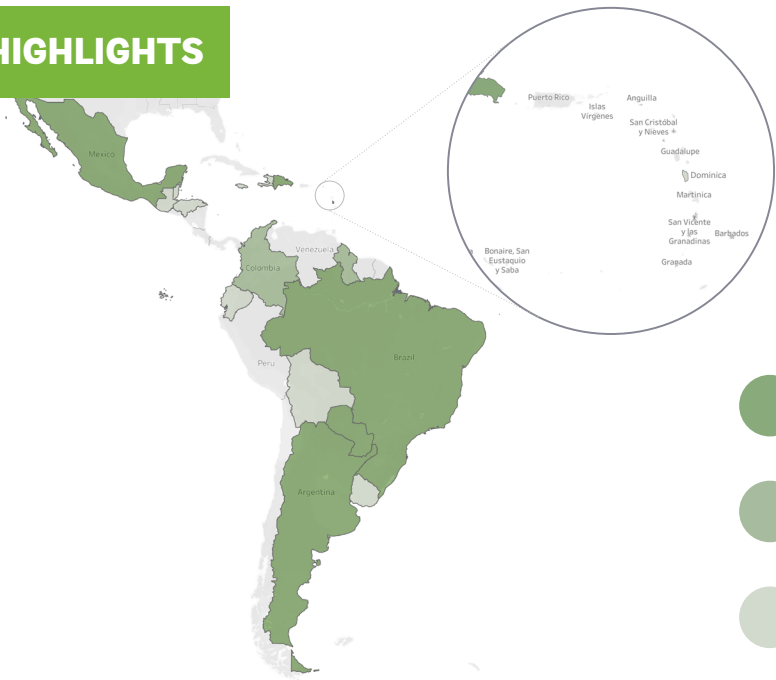 HIGHLIGHTS
Puerto Rico
Anguilla
Islas
Vírgenes
San Cristóbal
y Nieves
Guadalupe
Dominica
Martinica
San Vicente
y las
Granadinas
Barbados
Bonaire, San
Eustaquio
y Saba
Granada
México
Venezuela
Colombia
Brazil
Peru
Argentina